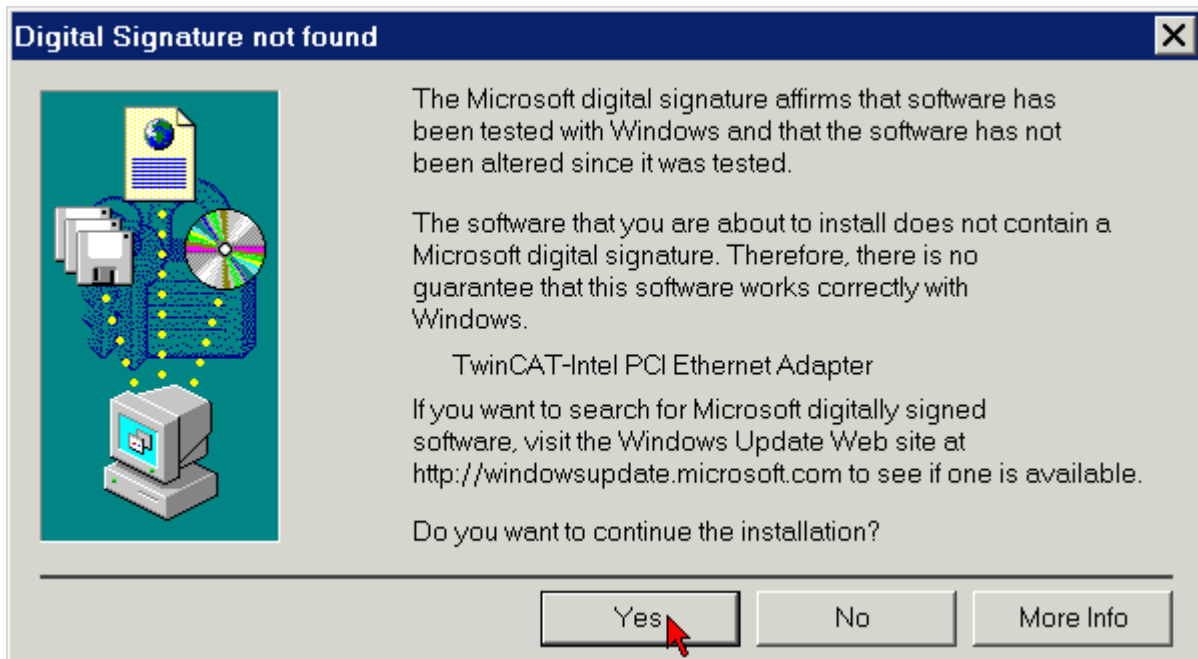 Digital Signature not found
The Microsoft digital signature affirms that software has
been tested with Windows and that the software has not
been altered since it was tested.
The software that you are about to install does not contain a
Microsoft digital signature. Therefore, there is no
guarantee that this software works correctly with
Windows.
TwinCAT-Intel PCI Ethernet Adapter
If you want to search for Microsoft digitally signed
software, visit the Windows Update Web site at
http://windowsupdate.microsoft.com to see if one is available.
Do you want to continue the installation?
Yes
No
More Info